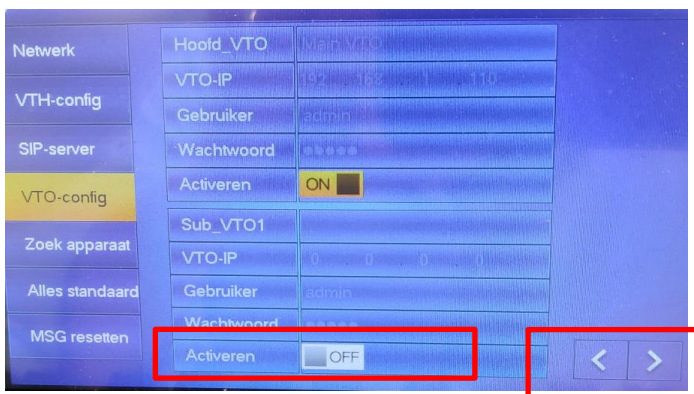 Netwerk
VTH-config
SIP-server
VTO-config
Zoek apparaat
Alles standaard
MSG resetten
Hoofd_VTO Main VTO
VTO-IP 192 . 168 . 1 . 110
Gebruiker admin
Wachtwoord
Activeren ON
Sub_VTO1
VTO-IP 0 . 0 . 0 . 0
Gebruiker admin
Wachtwoord
Activeren OFF
< >